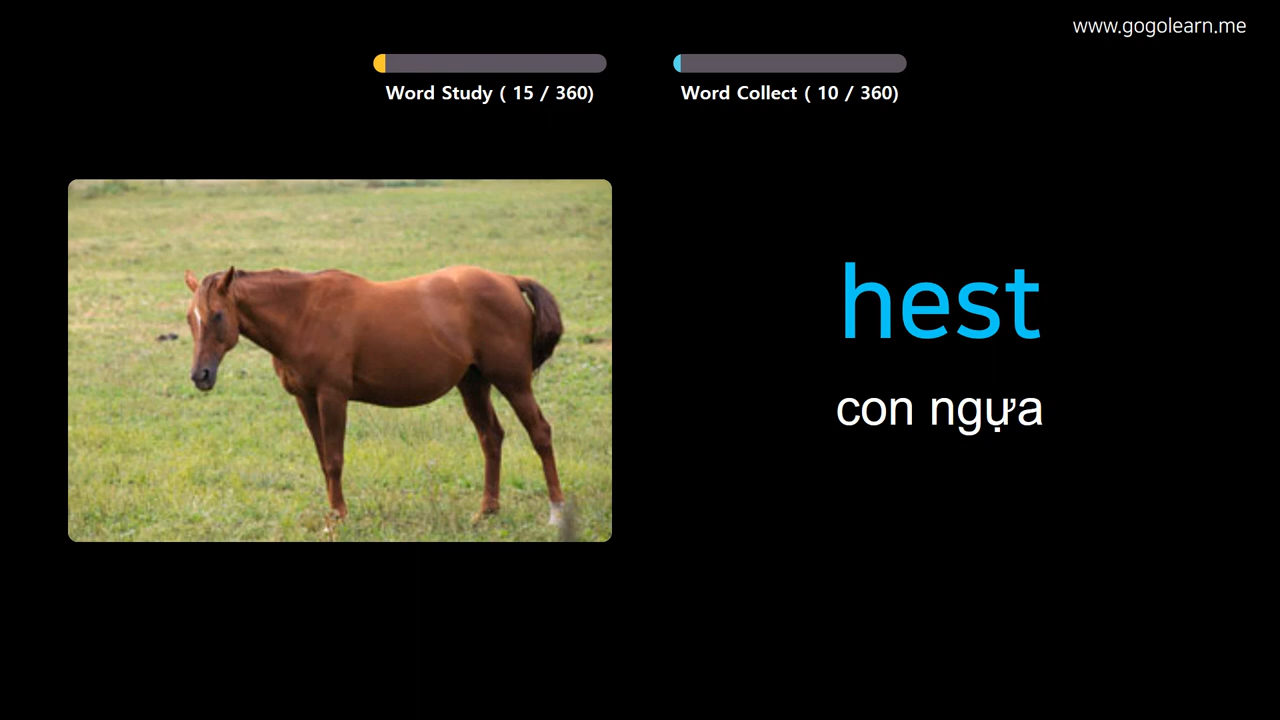 www.gogolearn.me
Word Study ( 15 / 360)
Word Collect ( 10 / 360)
hest
con ngựa